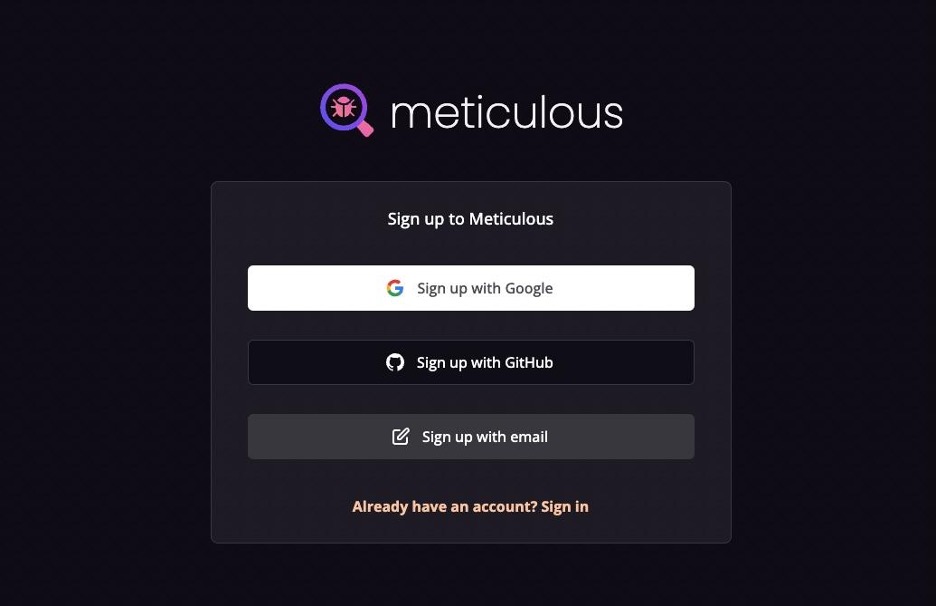 meticulous
Sign up to Meticulous
Sign up with Google
Sign up with GitHub
Sign up with email
Already have an account? Sign in